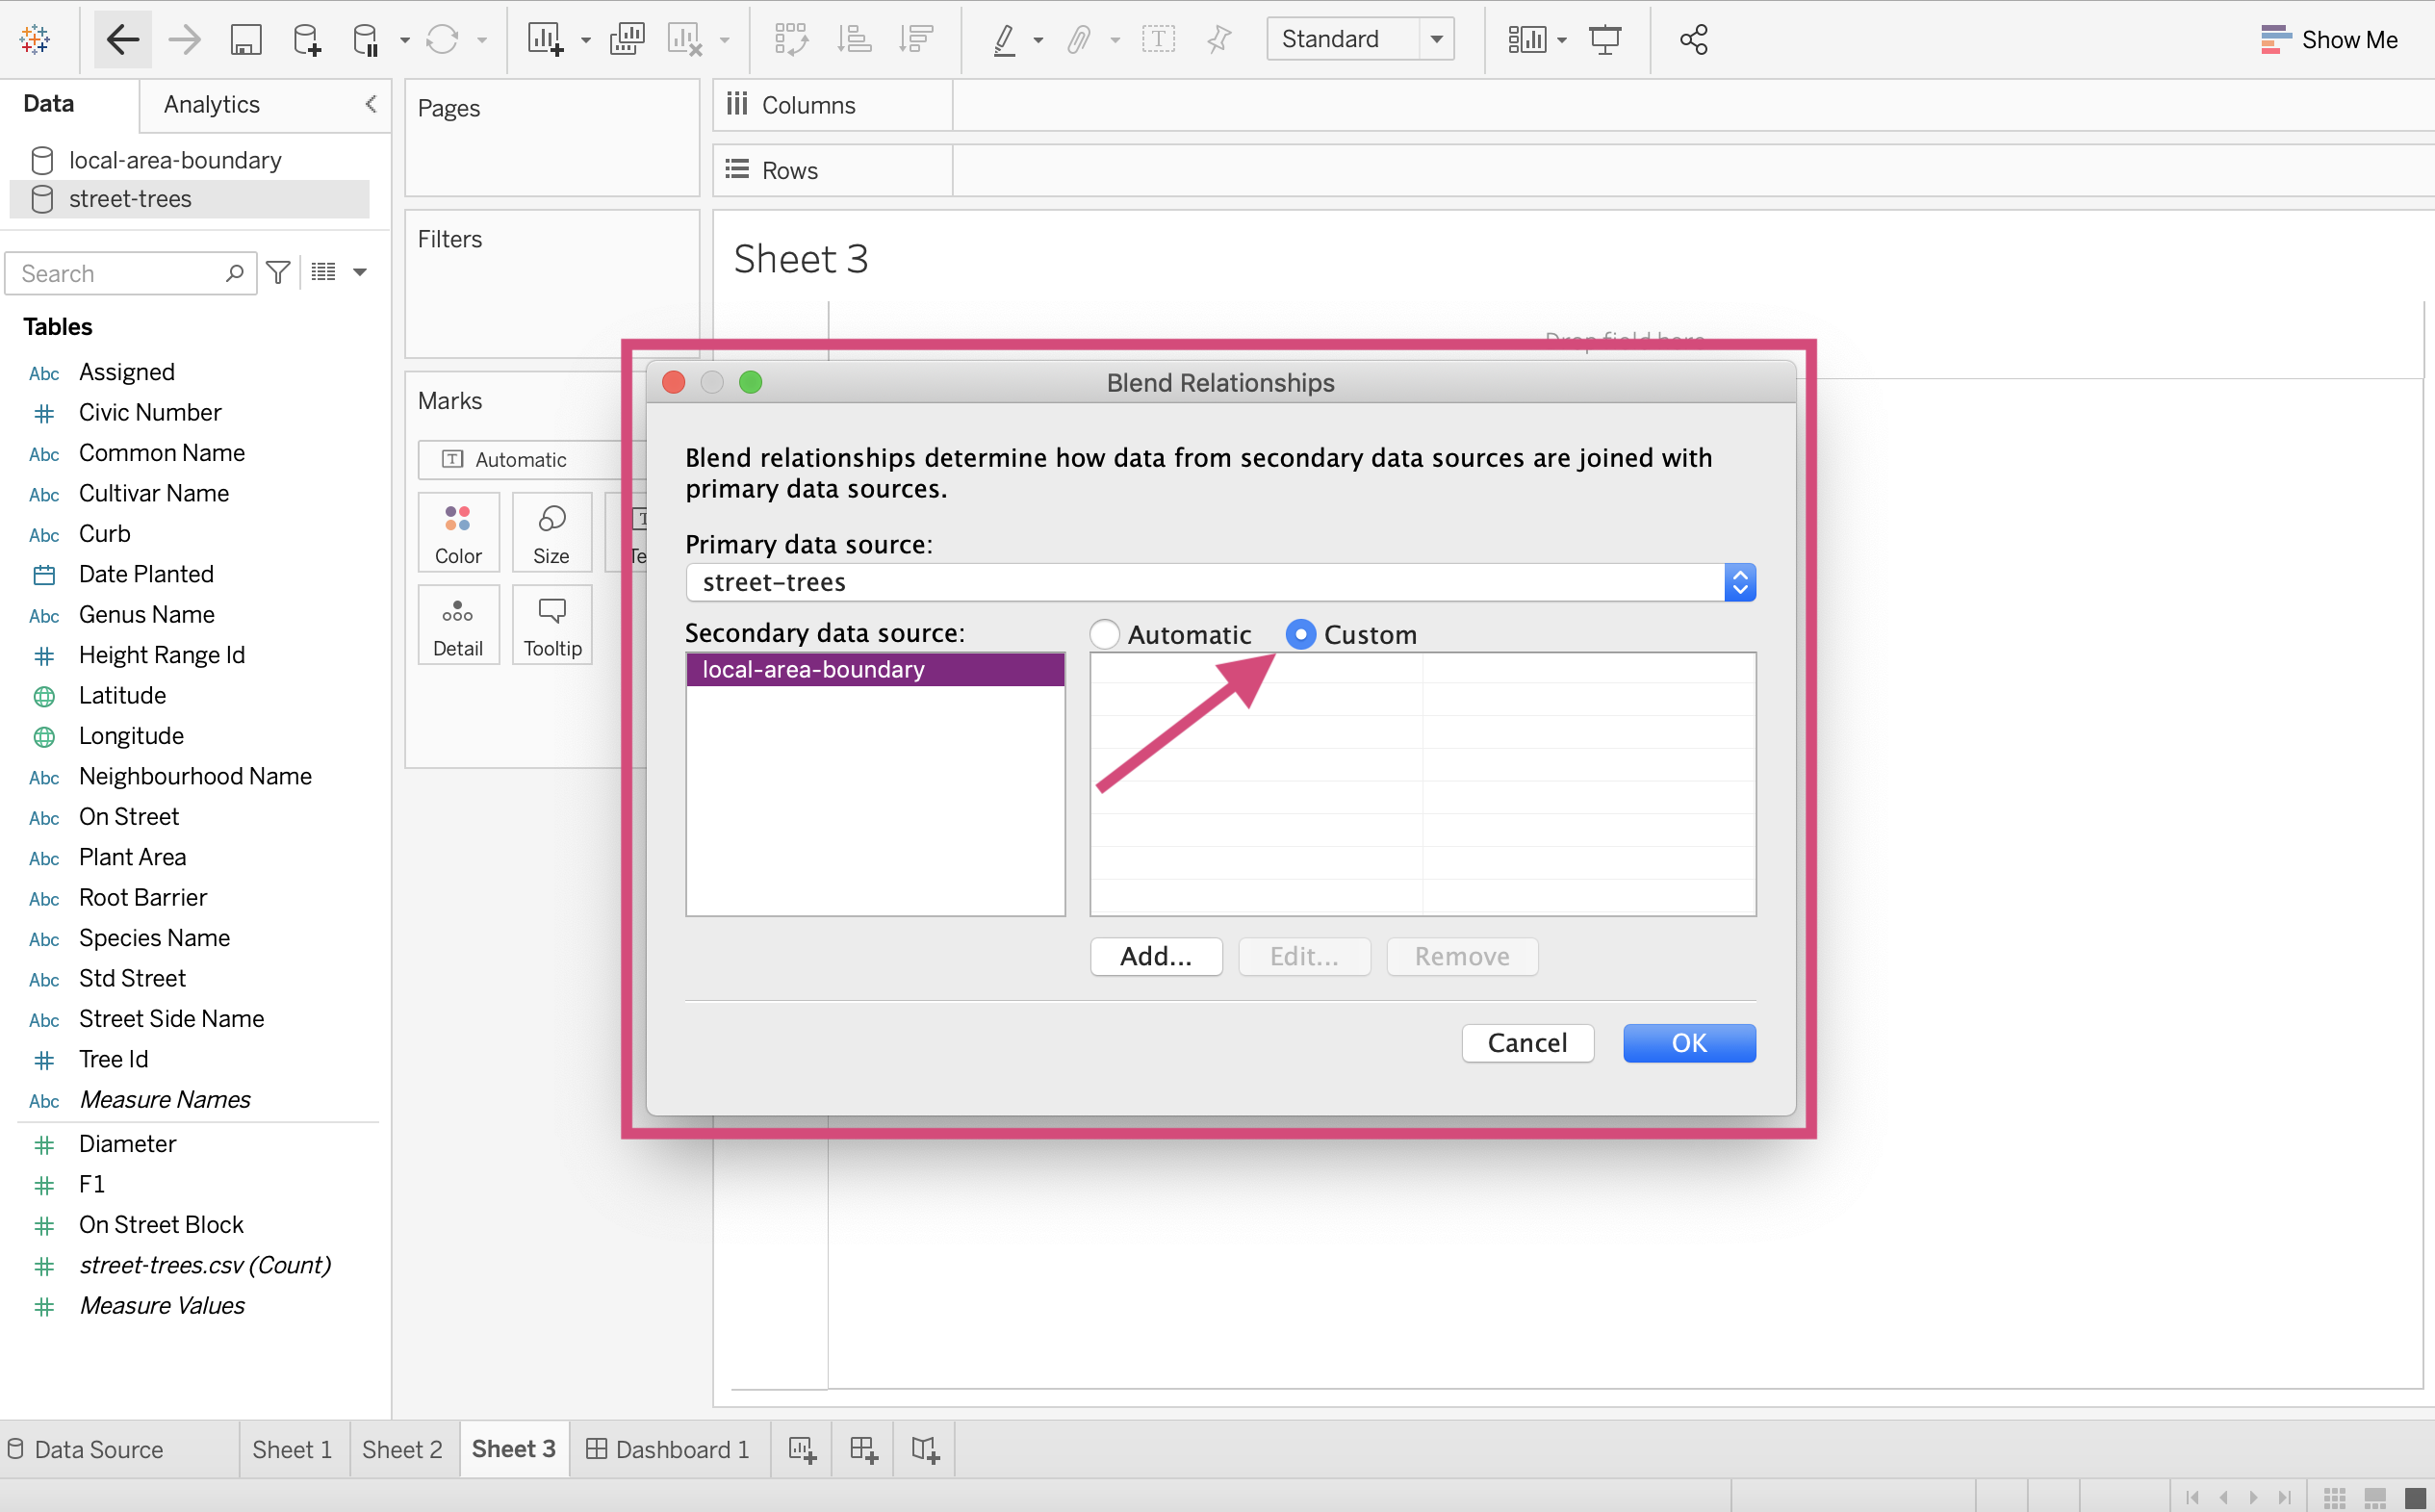 Standard
Show Me
Data
Analytics
Pages
Columns
local-area-boundary
street-trees
Rows
Filters
Search
Sheet 3
Tables
Drop field here
Abc Assigned
Civic Number
Abc Common Name
Abc Cultivar Name
Abc Curb
Date Planted
Abc Genus Name
Height Range Id
Latitude
Longitude
Abc Neighbourhood Name
Abc On Street
Abc Plant Area
Abc Root Barrier
Abc Species Name
Abc Std Street
Abc Street Side Name
Tree Id
Abc Measure Names
Diameter
F1
On Street Block
street-trees.csv (Count)
Measure Values
Marks
Automatic
Color
Size
Detail
Tooltip
Blend Relationships
Blend relationships determine how data from secondary data sources are joined with
primary data sources.
Primary data source:
street-trees
Secondary data source:
Automatic
Custom
local-area-boundary
Add...
Edit...
Remove
Cancel
OK
Data Source
Sheet 1
Sheet 2
Sheet 3
Dashboard 1